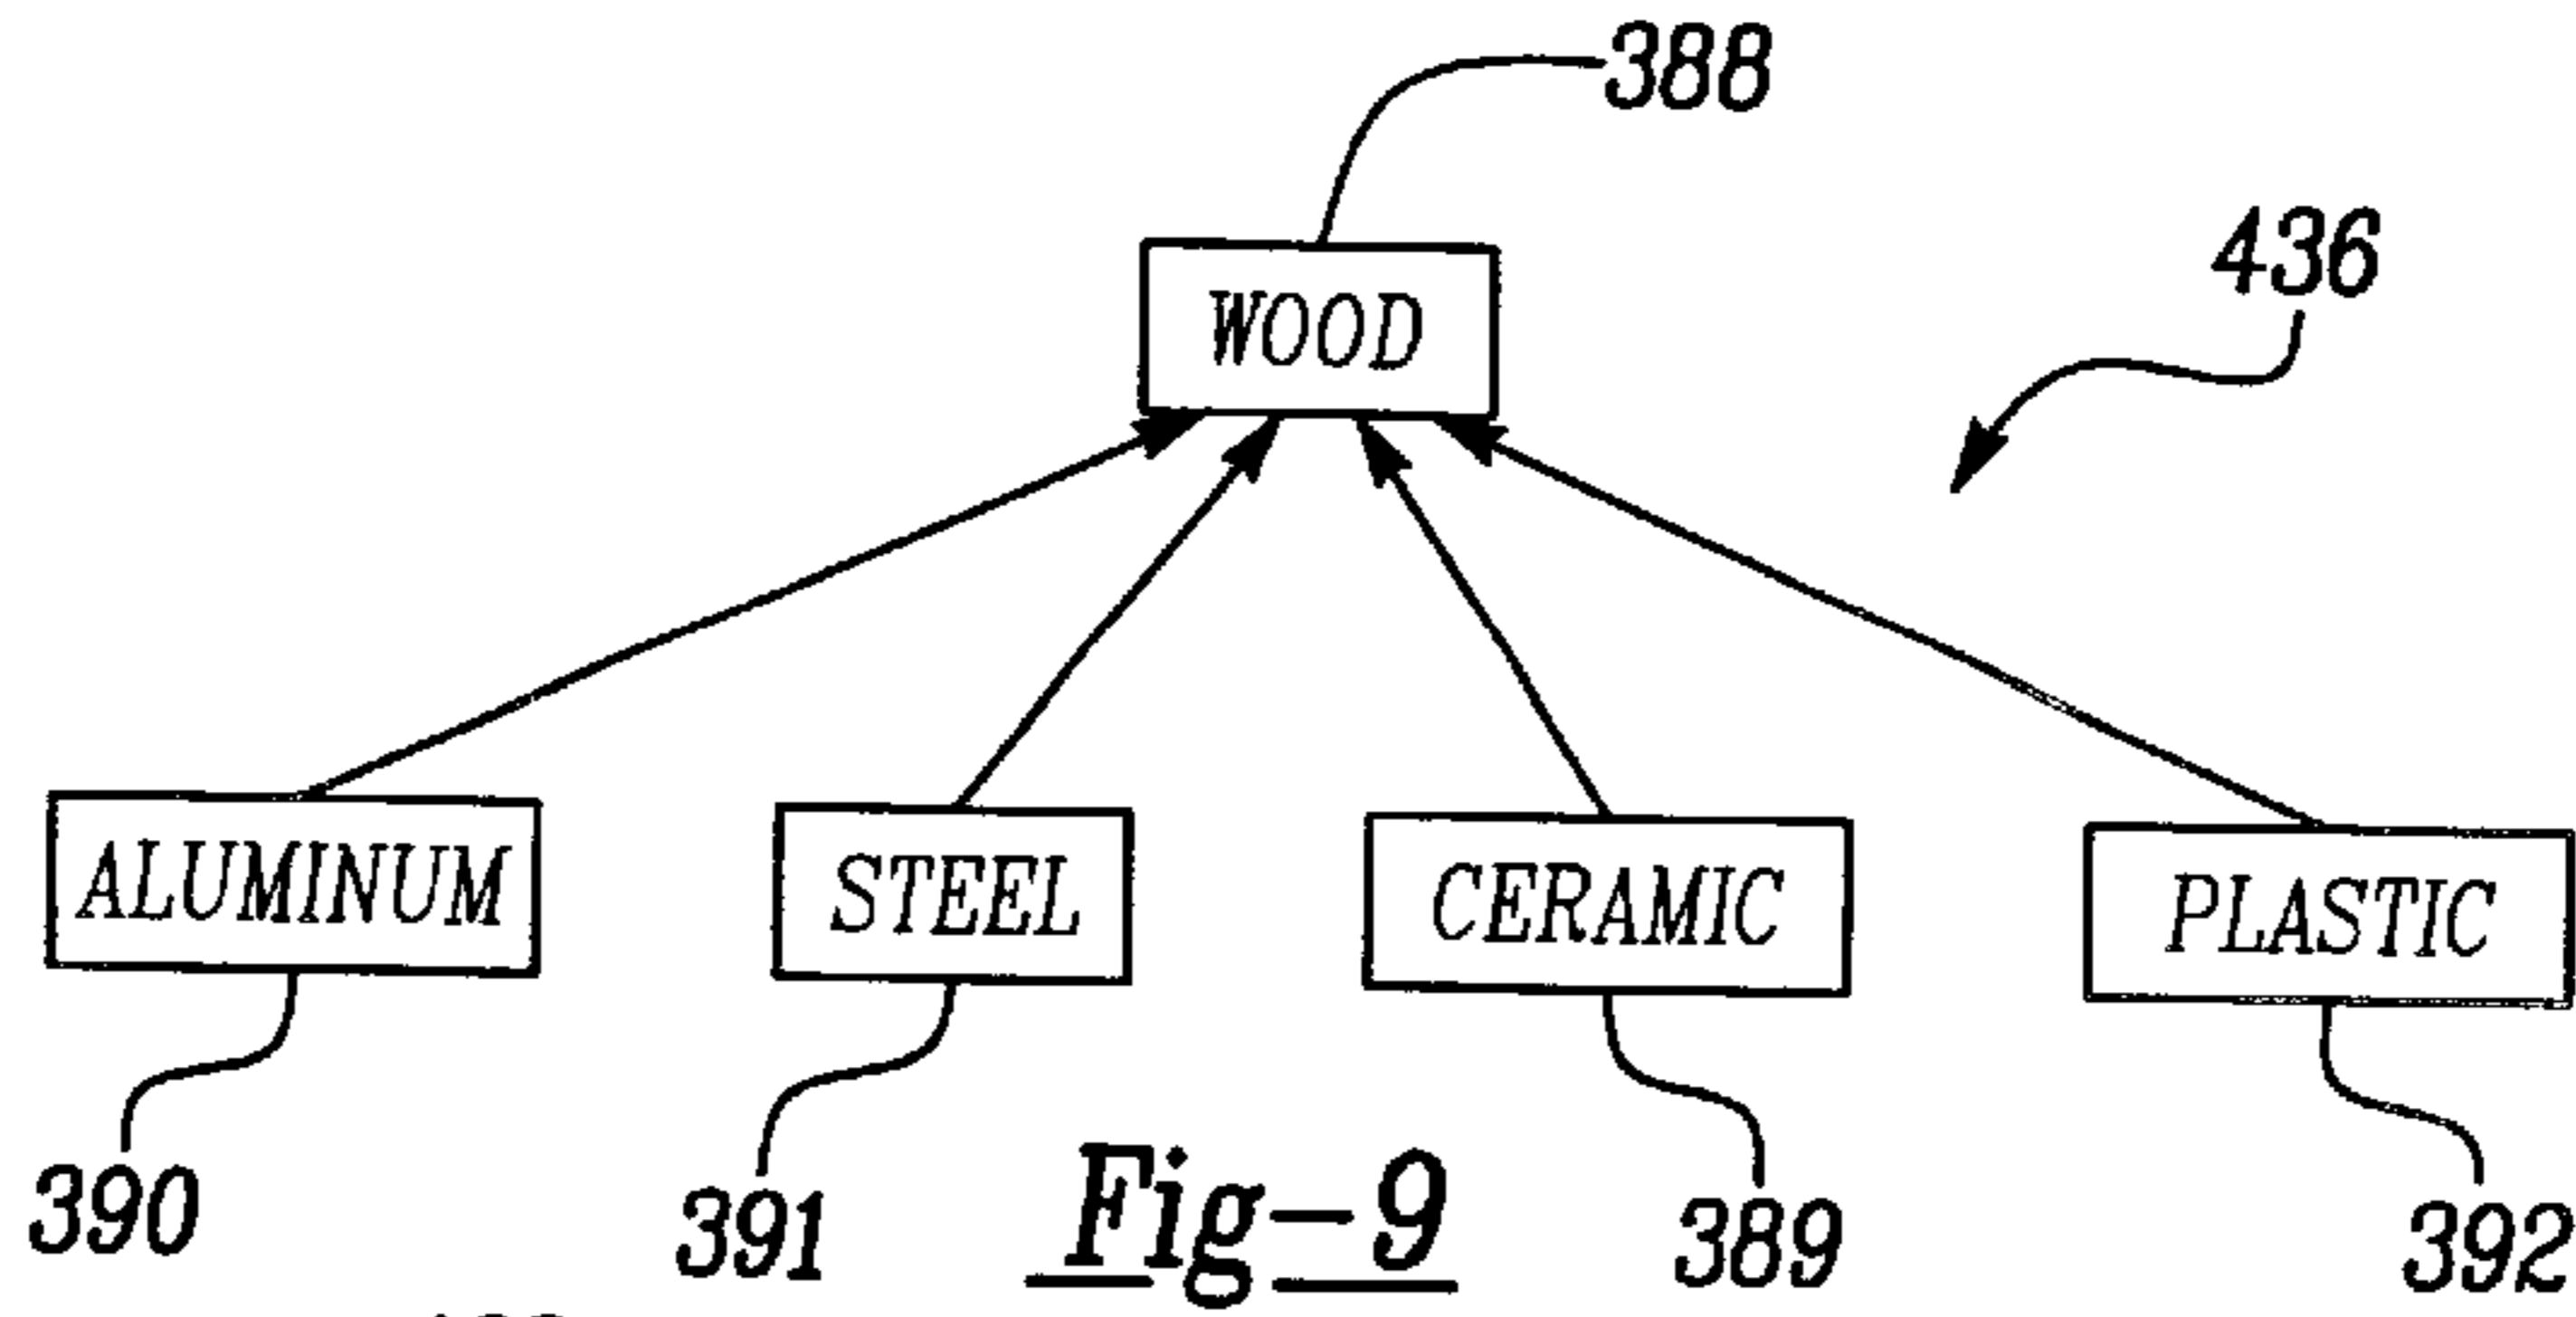 388
436
WOOD
ALUMINUM STEEL CERAMIC PLASTIC
390 391 389 392
Fig-9